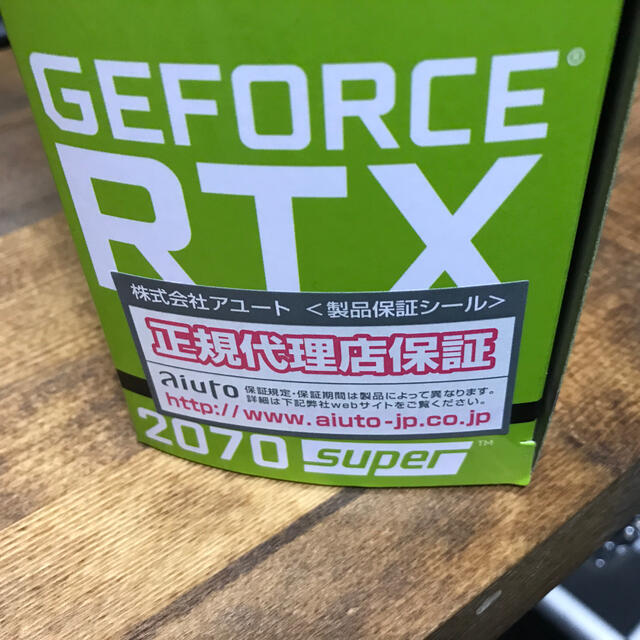 GEFORCE®
RTX
株式会社アユート <製品保証シール>
正規代理店保証
aiuto 保証規定・保証期間は製品によって異なります。
詳細は下記弊社webサイトをご覧ください。
http://www.aiuto-jp.co.jp
2070 SUPER™